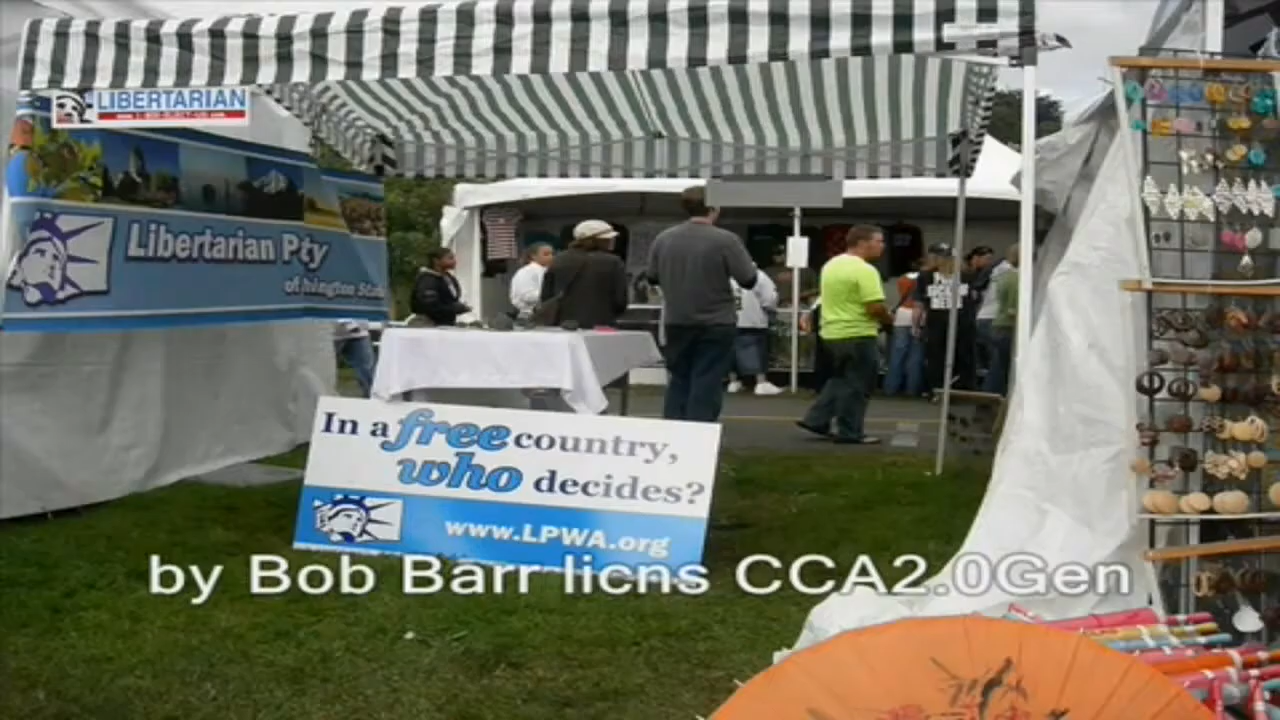 LIBERTARIAN
Libertarian Pty
In a free country,
who decides?
www.LPWA.org
by Bob Barr licns CCA2.0Gen